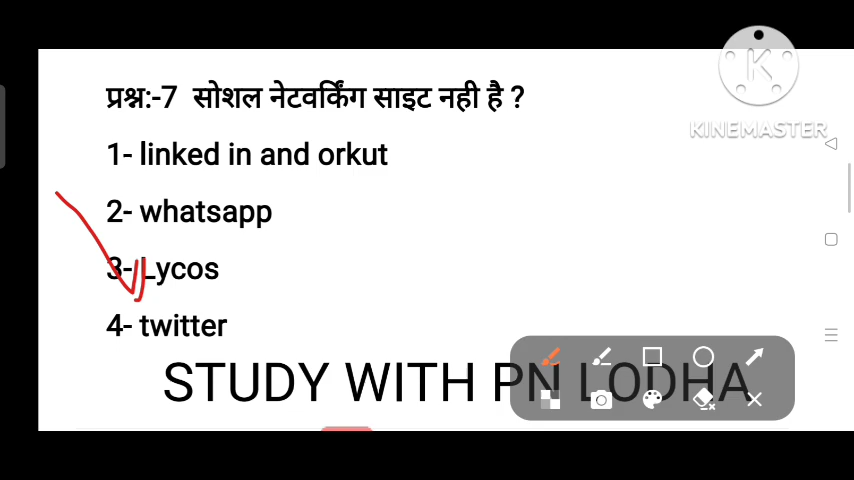 KINEMASTER
प्रश्न:-7 सोशल नेटवर्किंग साइट नही है ?
1- linked in and orkut
2- whatsapp
3- Lycos
4- twitter
STUDY WITH PN LODHA